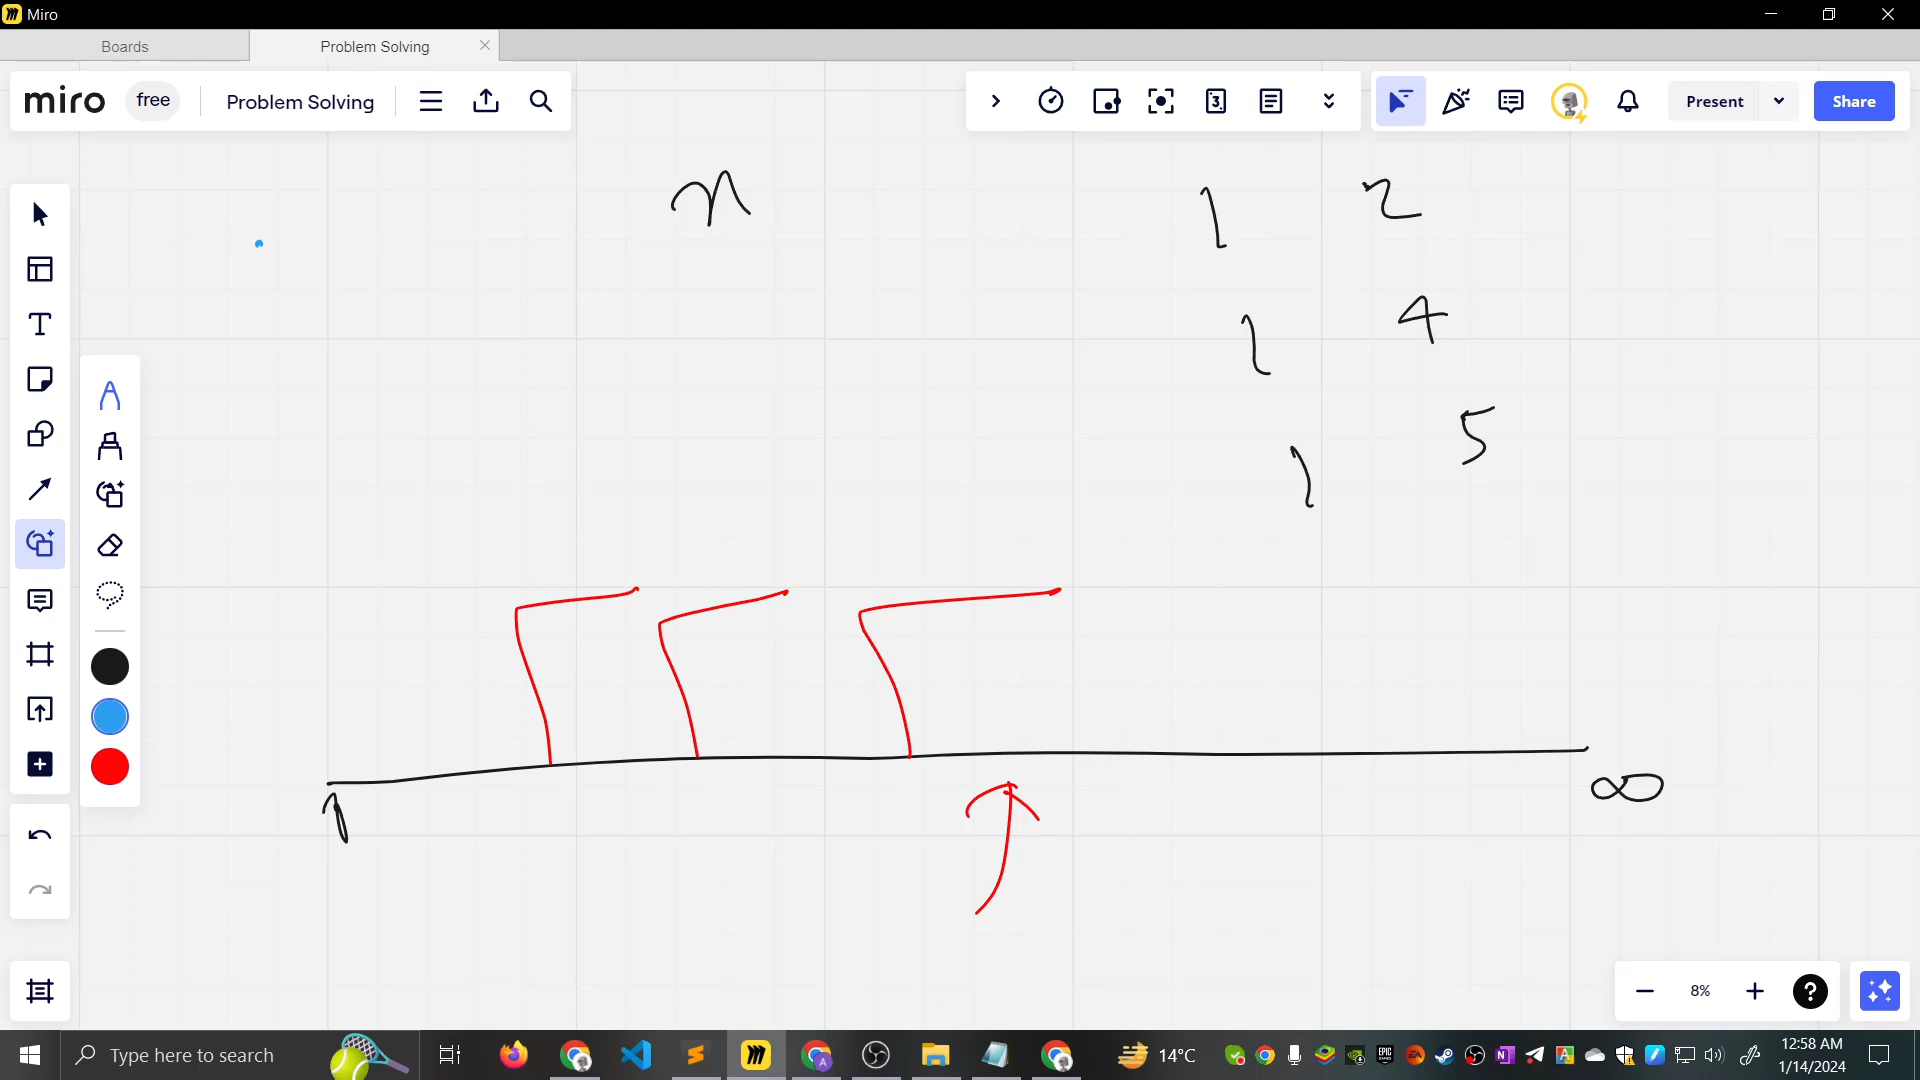 Miro
Boards
Problem Solving
miro free Problem Solving
3
Present
Share
n 1 2
1 4
1 5
1 ∞
8%
?
Type here to search
14°C
12:58 AM
1/14/2024